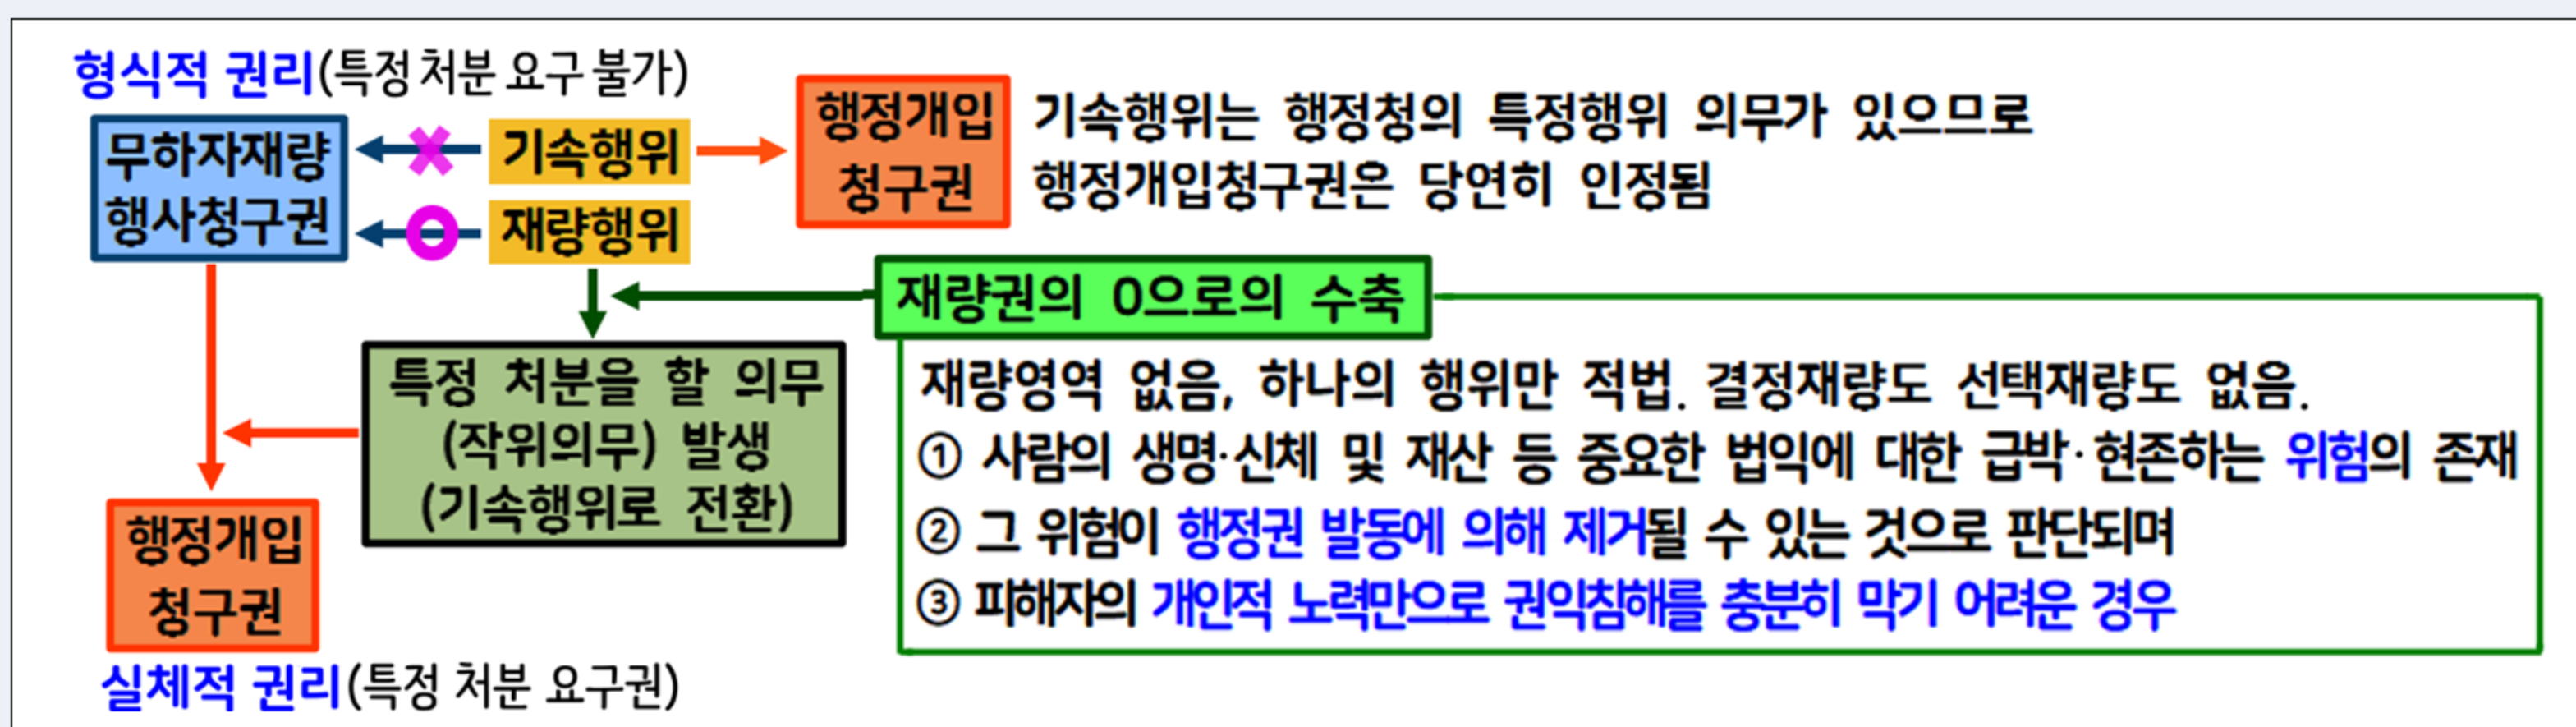 형식적 권리(특정 처분 요구 불가)
무하자재량
행사청구권
기속행위
재량행위
행정개입
청구권
기속행위는 행정청의 특정행위 의무가 있으므로
행정개입청구권은 당연히 인정됨
재량권의 0으로의 수축
특정 처분을 할 의무
(작위의무) 발생
(기속행위로 전환)
재량영역 없음, 하나의 행위만 적법. 결정재량도 선택재량도 없음.
① 사람의 생명·신체 및 재산 등 중요한 법익에 대한 급박·현존하는 위험의 존재
② 그 위험이 행정권 발동에 의해 제거될 수 있는 것으로 판단되며
③ 피해자의 개인적 노력만으로 권익침해를 충분히 막기 어려운 경우
행정개입
청구권
실체적 권리(특정 처분 요구권)